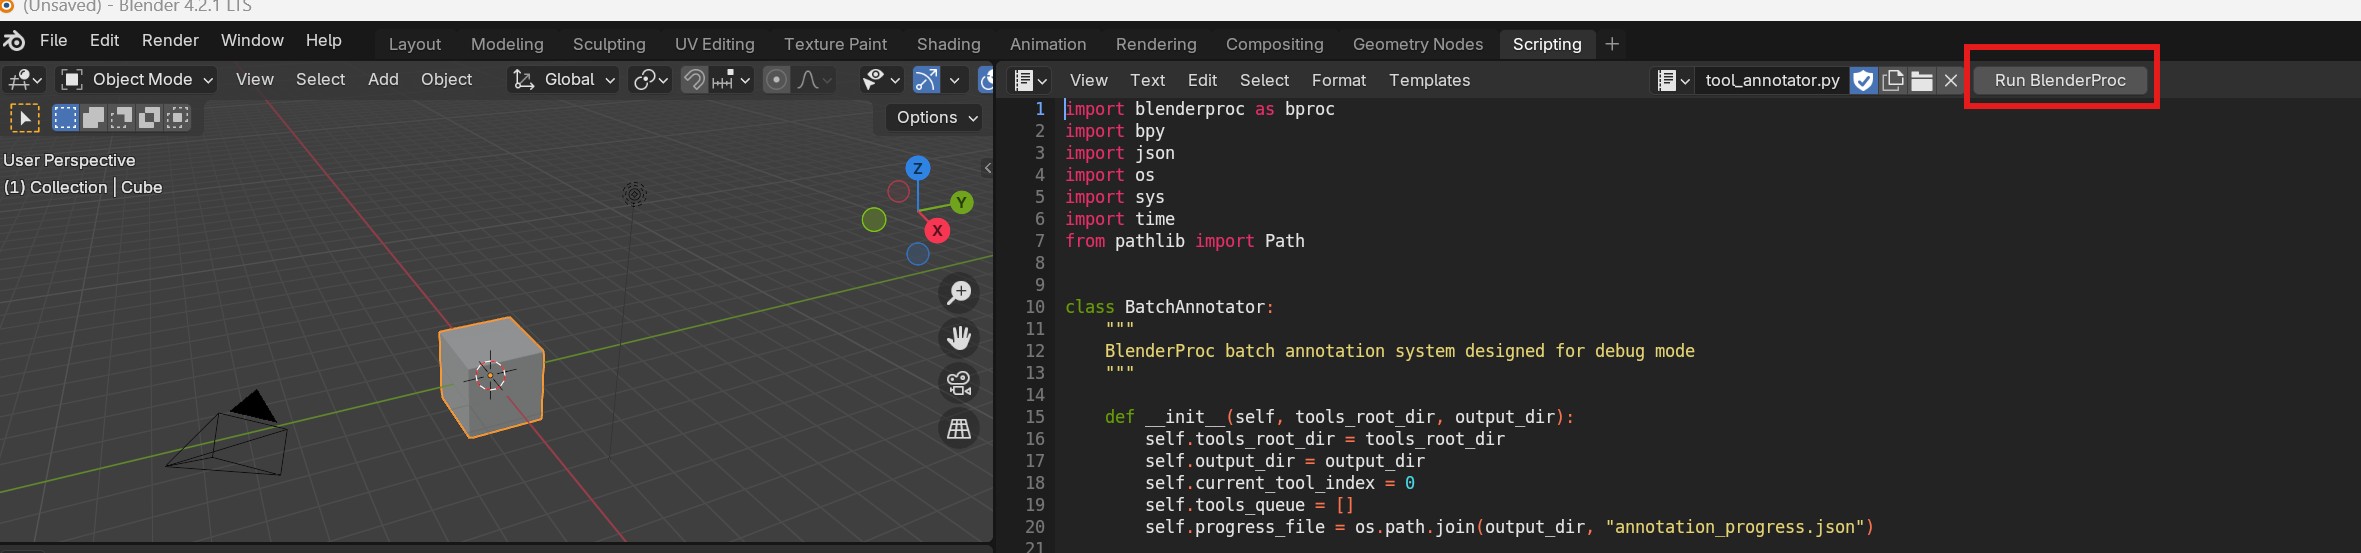 (Unsaved) - Blender 4.2.1 LTS
File Edit Render Window Help Layout Modeling Sculpting UV Editing Texture Paint Shading Animation Rendering Compositing Geometry Nodes Scripting +
Object Mode View Select Add Object Global
View Text Edit Select Format Templates tool_annotator.py Run BlenderProc
Options
User Perspective
(1) Collection | Cube
Z
Y
X
1 import blenderproc as bproc
2 import bpy
3 import json
4 import os
5 import sys
6 import time
7 from pathlib import Path
8
9
10 class BatchAnnotator:
11 """
12 BlenderProc batch annotation system designed for debug mode
13 """
14
15 def __init__(self, tools_root_dir, output_dir):
16 self.tools_root_dir = tools_root_dir
17 self.output_dir = output_dir
18 self.current_tool_index = 0
19 self.tools_queue = []
20 self.progress_file = os.path.join(output_dir, "annotation_progress.json")
21